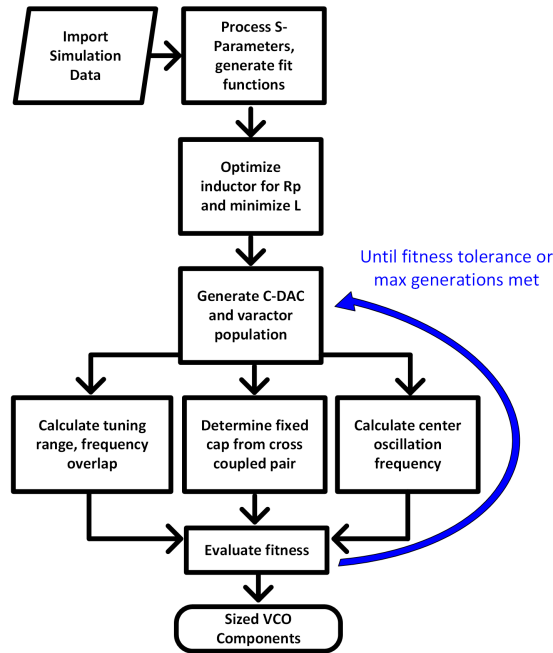 Import
Simulation
Data
Process S-
Parameters,
generate fit
functions
Optimize
inductor for Rp
and minimize L
Until fitness tolerance or
max generations met
Generate C-DAC
and varactor
population
Calculate tuning
range, frequency
overlap
Determine fixed
cap from cross
coupled pair
Calculate center
oscillation
frequency
Evaluate fitness
Sized VCO
Components